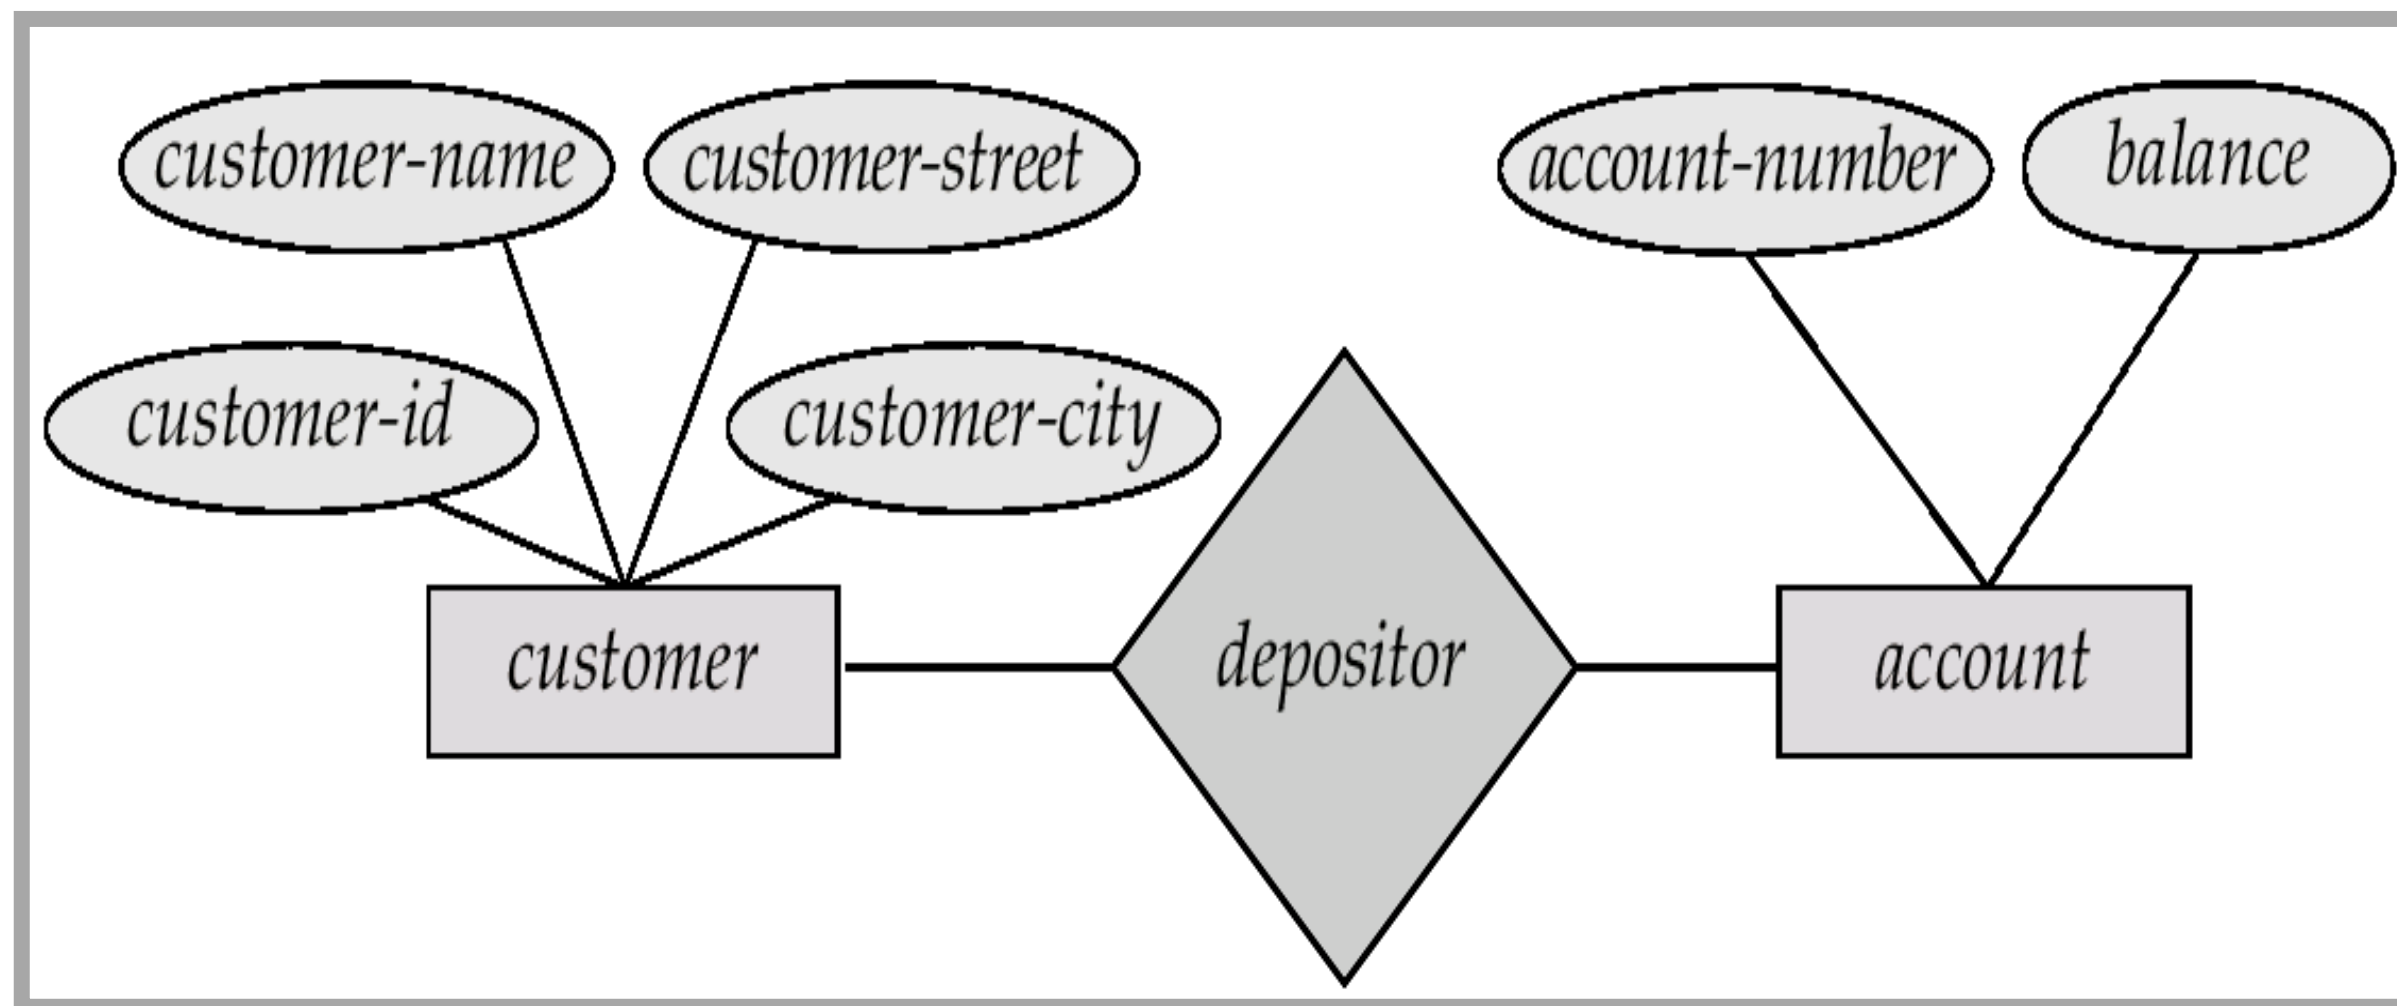 customer-name
customer-street
account-number
balance
customer-id
customer-city
customer
depositor
account